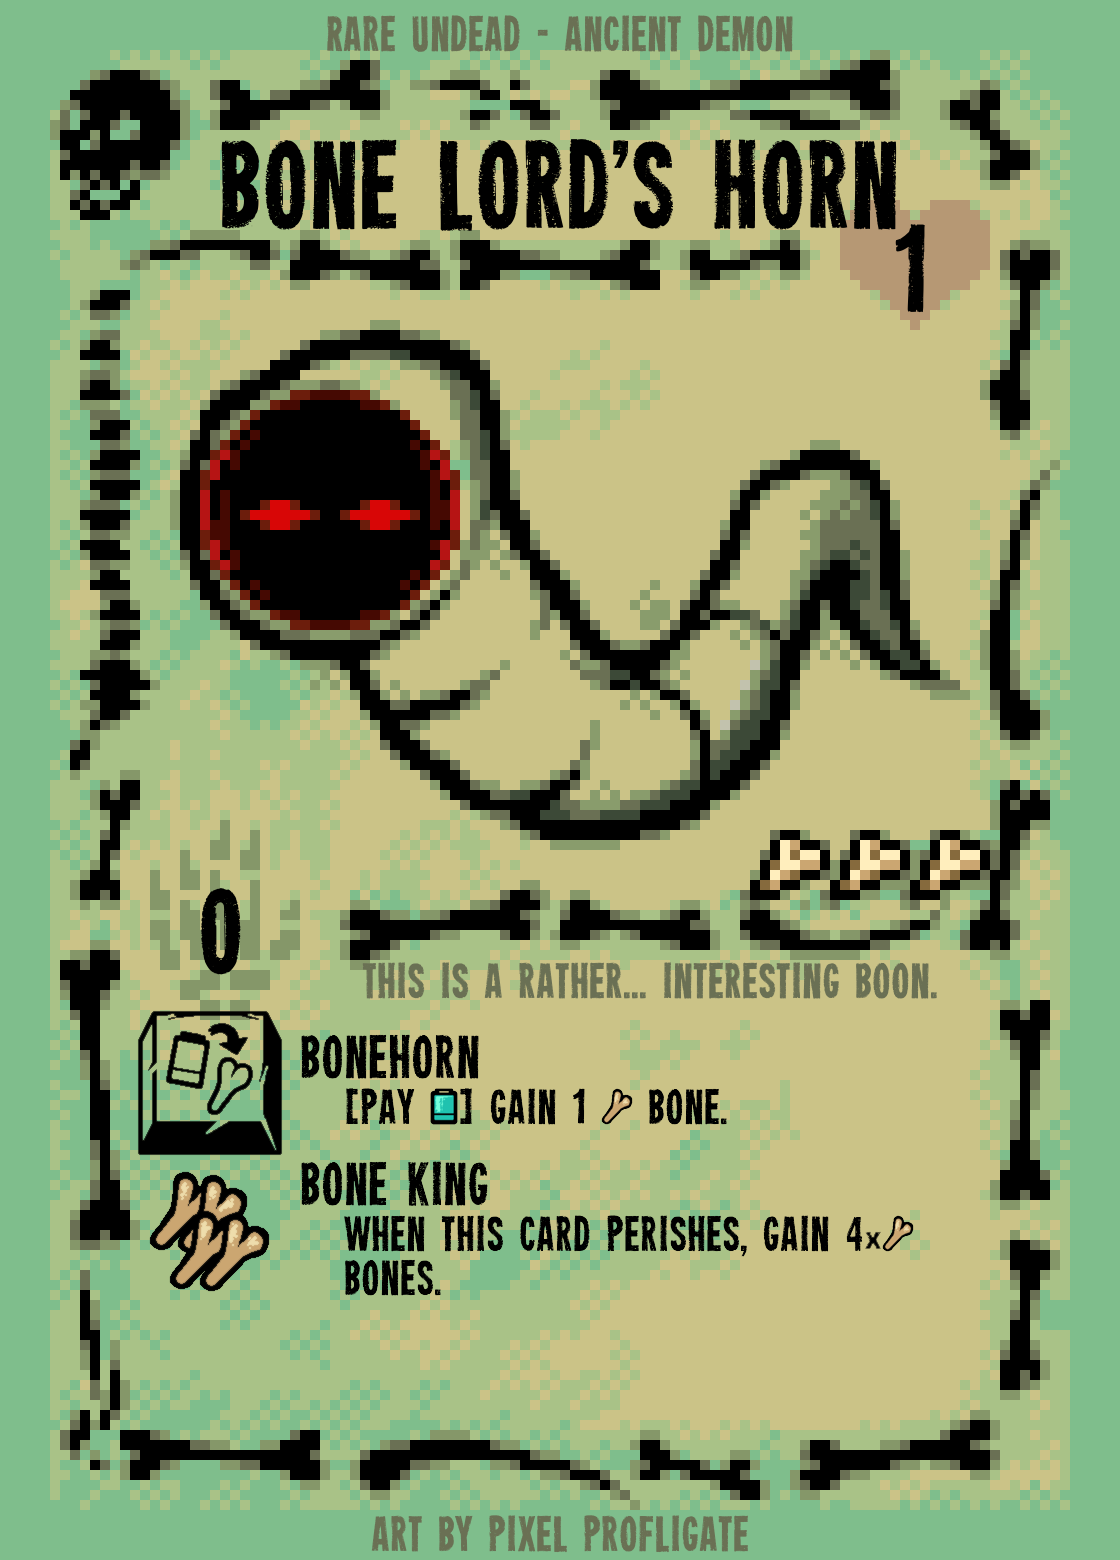 RARE UNDEAD - ANCIENT DEMON
BONE LORD'S HORN
1
0
THIS IS A RATHER... INTERESTING BOON.
BONEHORN
[PAY ] GAIN 1 BONE.
BONE KING
WHEN THIS CARD PERISHES, GAIN 4x
BONES.
ART BY PIXEL PROFLIGATE